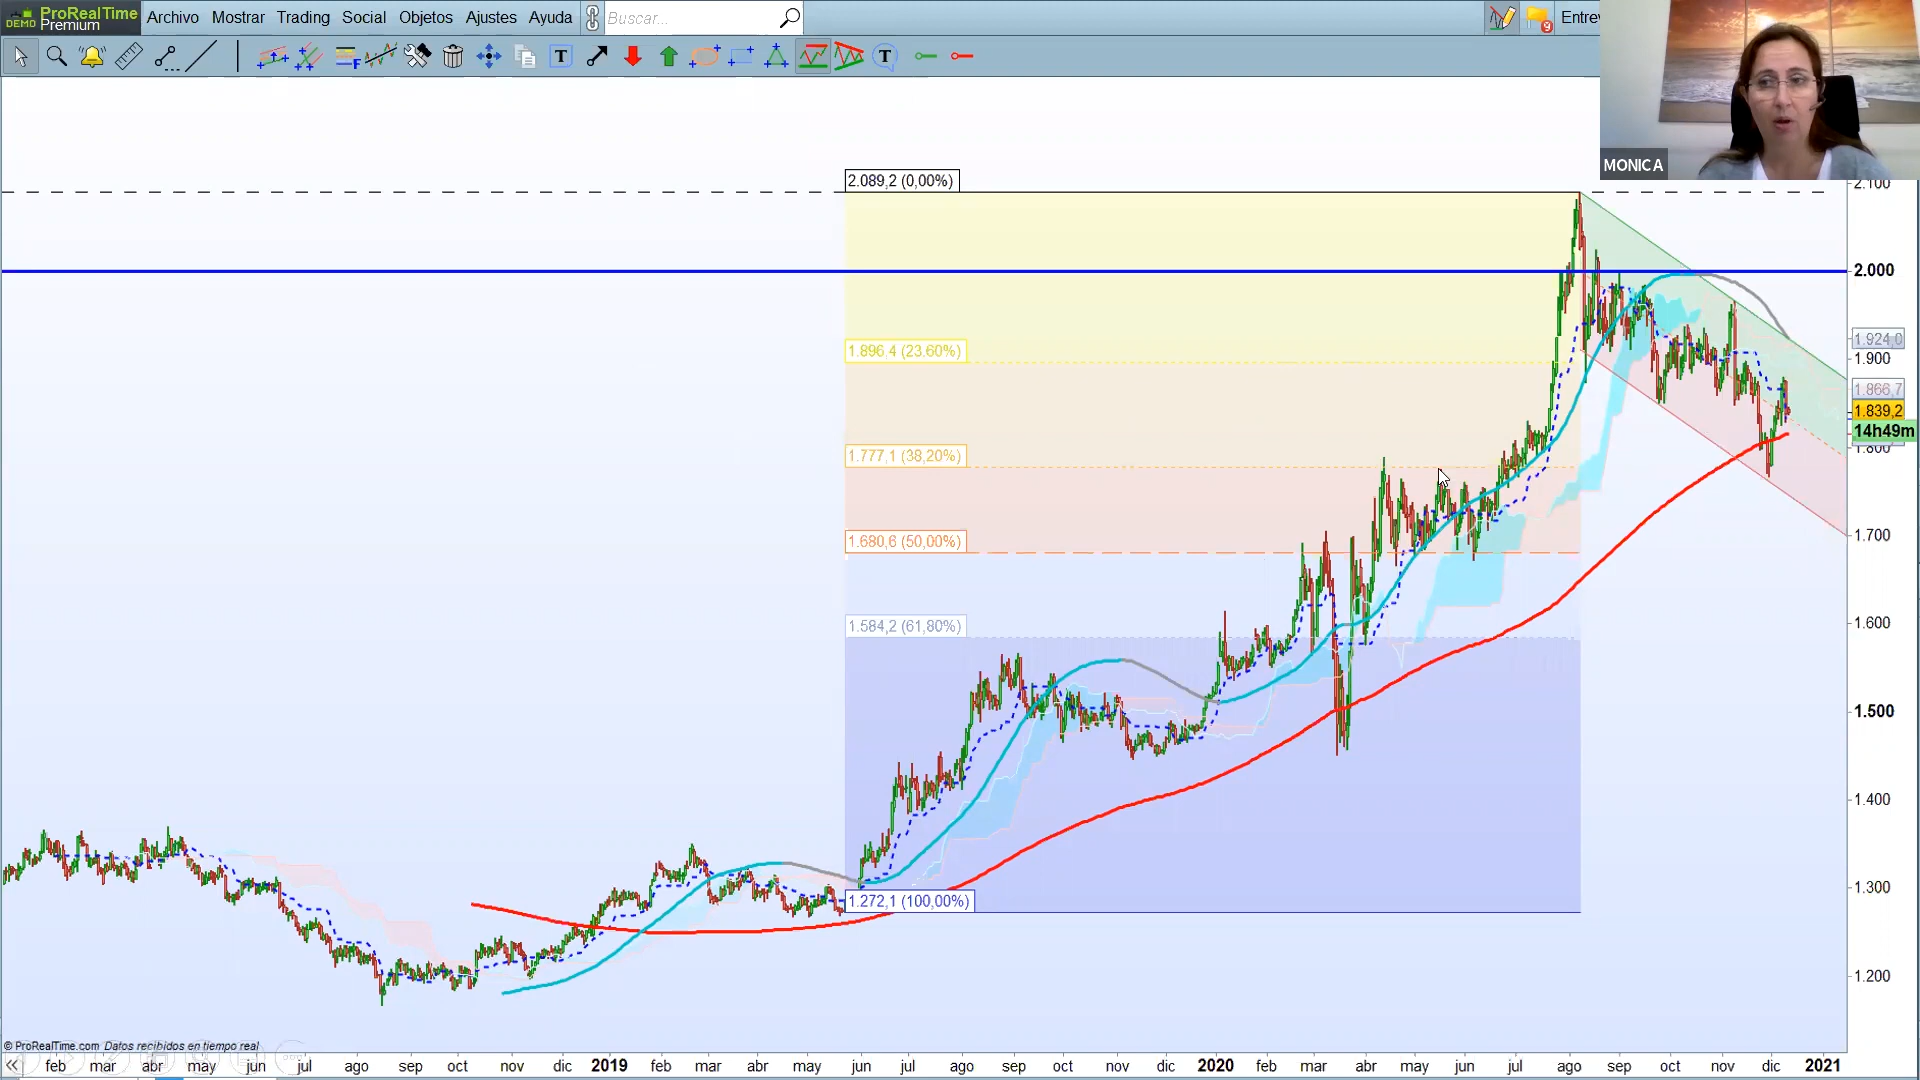 DEMO
ProRealTime
Premium
Archivo Mostrar Trading Social Objetos Ajustes Ayuda
Buscar...
9
Entrev
T
F
T
MONICA
2.089,2 (0,00%)
2.100
2.000
1.896,4 (23.60%)
1.924,0
1.900
1.866,7
1.839,2
14h49m
1.800
1.777,1 (38,20%)
1.680,6 (50,00%)
1.700
1.584,2 (61,80%)
1.600
1.500
1.400
1.300
1.272,1 (100,00%)
1.200
© ProRealTime.com Datos recibidos en tiempo real
feb mar abr may jun jul ago sep oct nov dic 2019 feb mar abr may jun jul ago sep oct nov dic 2020 feb mar abr may jun jul ago sep oct nov dic 2021